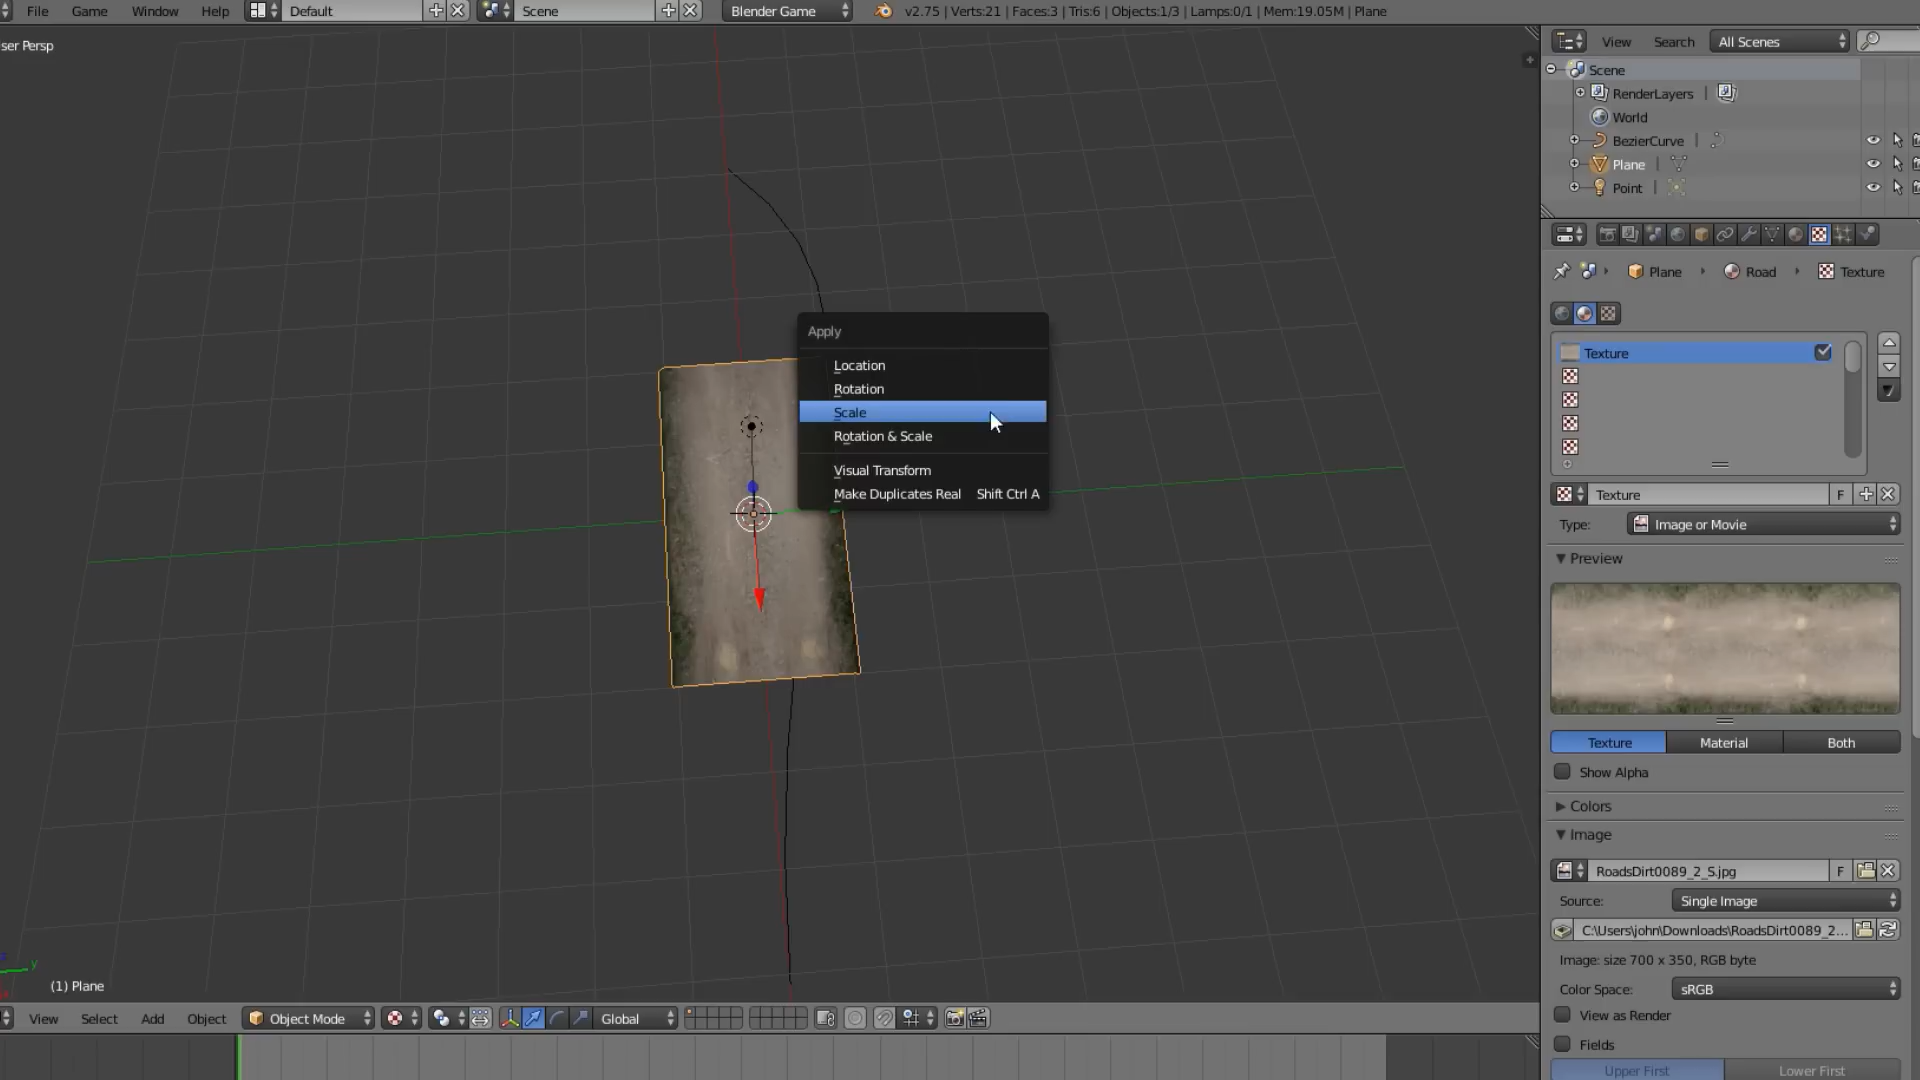 File Game Window Help Default Scene Blender Game v2.75 | Verts:21 | Faces:3 | Tris:6 | Objects:1/3 | Lamps:0/1 | Mem:19.05M | Plane
ser Persp
View Search All Scenes
Scene
RenderLayers |
World
BezierCurve |
Plane |
Point |
Plane Road Texture
Apply
Location
Rotation
Scale
Rotation & Scale
Visual Transform
Make Duplicates Real Shift Ctrl A
Texture
Texture F
Type: Image or Movie
Preview
Texture Material Both
Show Alpha
Colors
Image
RoadsDirt0089_2_S.jpg F
Source: Single Image
C:\Users\john\Downloads\RoadsDirt0089_2...
Image: size 700 x 350, RGB byte
Color Space: sRGB
View as Render
Fields
Upper First Lower First
y
(1) Plane
View Select Add Object Object Mode Global